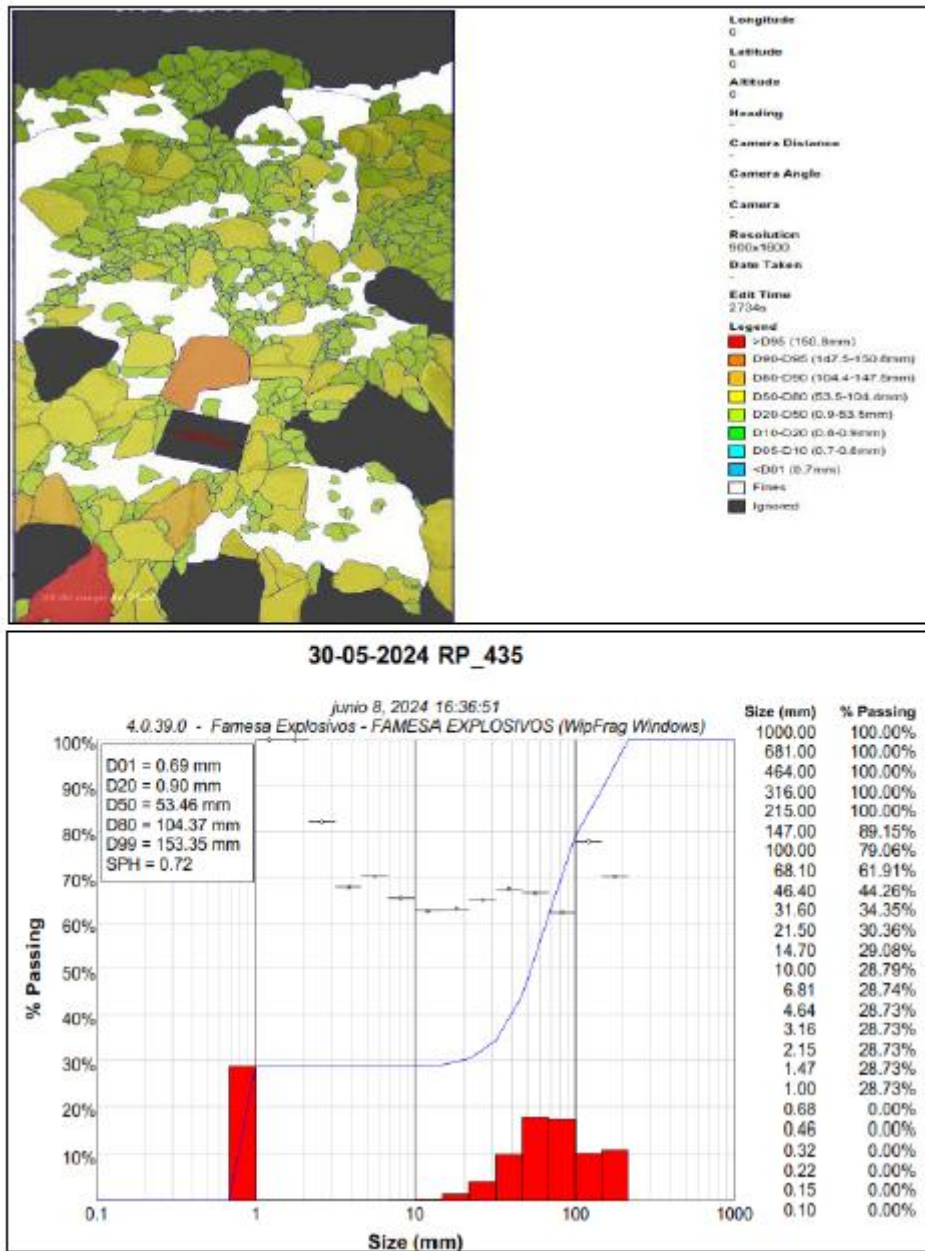 Longitude
0
Latitude
0
Altitude
0
Heading
-
Camera Distance
-
Camera Angle
-
Camera
-
Resolution
900x1600
Date Taken
-
Edit Time
2734s
Legend
>D95 (150.8mm)
D90-D95 (147.5-150.8mm)
D80-D90 (104.4-147.5mm)
D50-D80 (53.5-104.4mm)
D20-D50 (0.9-53.5mm)
D10-D20 (0.8-0.9mm)
D05-D10 (0.7-0.8mm)
<D01 (0.7mm)
Fines
Ignored
30-05-2024 RP_435
junio 8, 2024 16:36:51
4.0.39.0 - Famesa Explosivos - FAMESA EXPLOSIVOS (WipFrag Windows)
D01 = 0.69 mm
D20 = 0.90 mm
D50 = 53.46 mm
D80 = 104.37 mm
D99 = 153.35 mm
SPH = 0.72
% Passing
100%
90%
80%
70%
60%
50%
40%
30%
20%
10%
0.1 1 10 100 1000
Size (mm)
Size (mm) % Passing
1000.00 100.00%
681.00 100.00%
464.00 100.00%
316.00 100.00%
215.00 100.00%
147.00 89.15%
100.00 79.06%
68.10 61.91%
46.40 44.26%
31.60 34.35%
21.50 30.36%
14.70 29.08%
10.00 28.79%
6.81 28.74%
4.64 28.73%
3.16 28.73%
2.15 28.73%
1.47 28.73%
1.00 28.73%
0.68 0.00%
0.46 0.00%
0.32 0.00%
0.22 0.00%
0.15 0.00%
0.10 0.00%